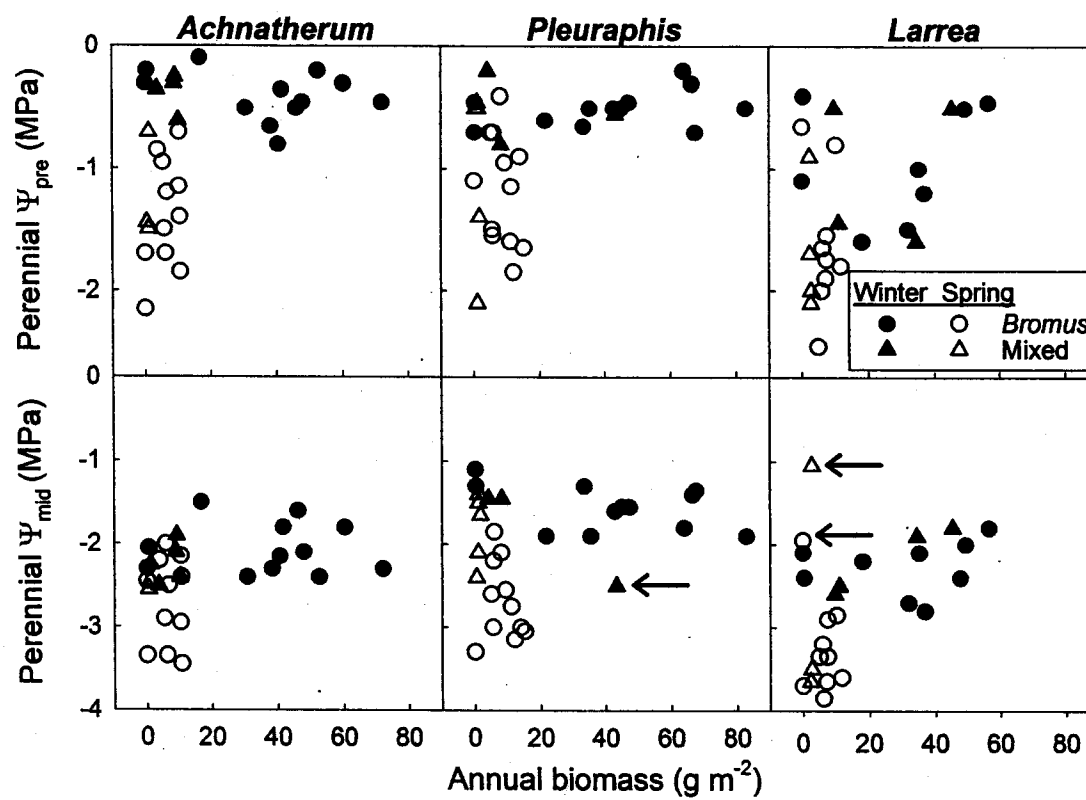 Achnatherum Pleuraphis Larrea
Perennial Ψpre (MPa)
0
-1
-2
0
Winter Spring
Bromus
Mixed
Perennial Ψmid (MPa)
-1
-2
-3
-4
0 20 40 60 80 0 20 40 60 80 0 20 40 60 80
Annual biomass (g m⁻²)